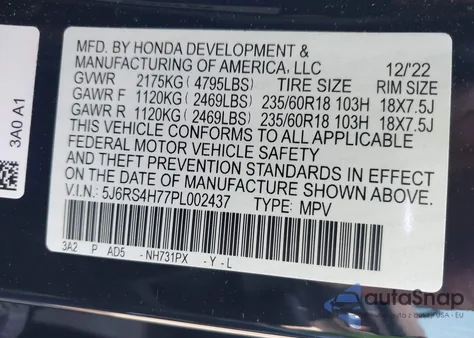 MFD. BY HONDA DEVELOPMENT &
MANUFACTURING OF AMERICA, LLC 12/'22
GVWR 2175KG(4795LBS) TIRE SIZE RIM SIZE
GAWR F 1120KG(2469LBS) 235/60R18 103H 18X7.5J
GAWR R 1120KG(2469LBS) 235/60R18 103H 18X7.5J
THIS VEHICLE CONFORMS TO ALL APPLICABLE
FEDERAL MOTOR VEHICLE SAFETY
AND THEFT PREVENTION STANDARDS IN EFFECT
ON THE DATE OF MANUFACTURE SHOWN ABOVE.
V.I.N.: 5J6RS4H77PL002437 TYPE: MPV
3A2 P AD5 - NH731PX - Y - L
3A0 A1
autoSnap